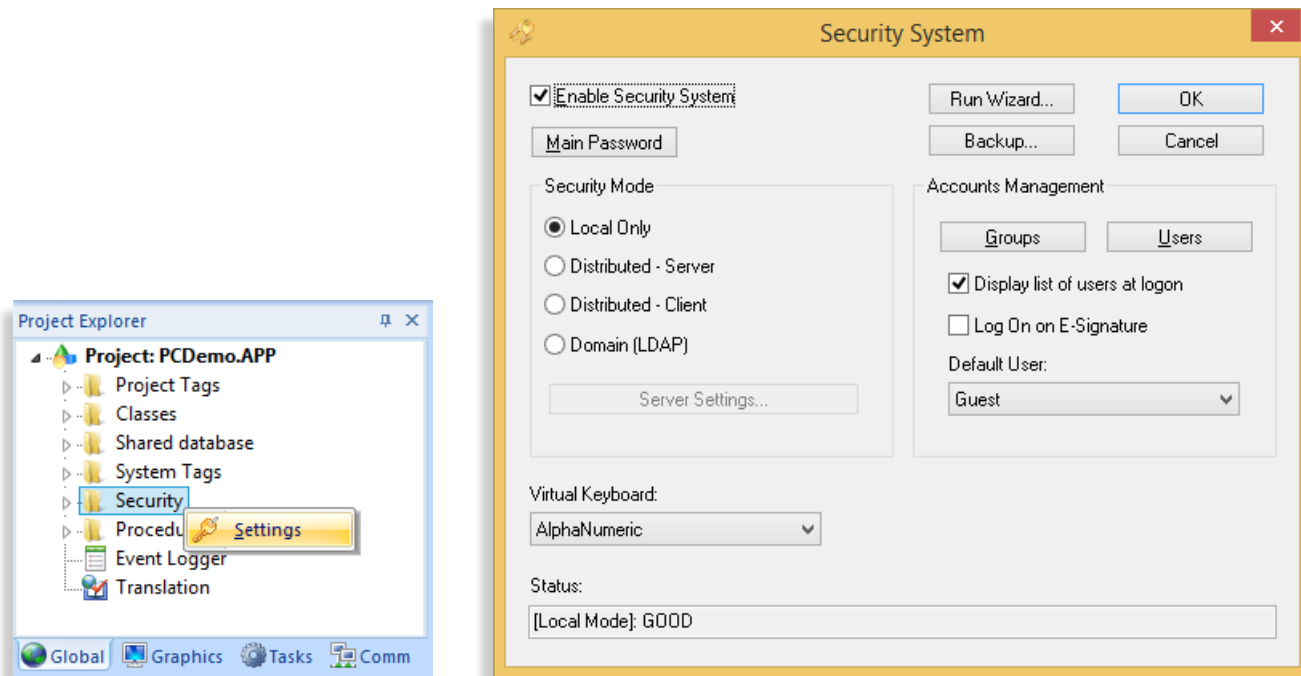 Project Explorer
Project: PCDemo.APP
Project Tags
Classes
Shared database
System Tags
Security
Settings
Procedu
Event Logger
Translation
Global Graphics Tasks Comm
Security System
Enable Security System
Run Wizard...
OK
Main Password
Backup...
Cancel
Security Mode
Local Only
Distributed - Server
Distributed - Client
Domain (LDAP)
Server Settings...
Accounts Management
Groups
Users
Display list of users at logon
Log On on E-Signature
Default User:
Guest
Virtual Keyboard:
AlphaNumeric
Status:
[Local Mode]: GOOD